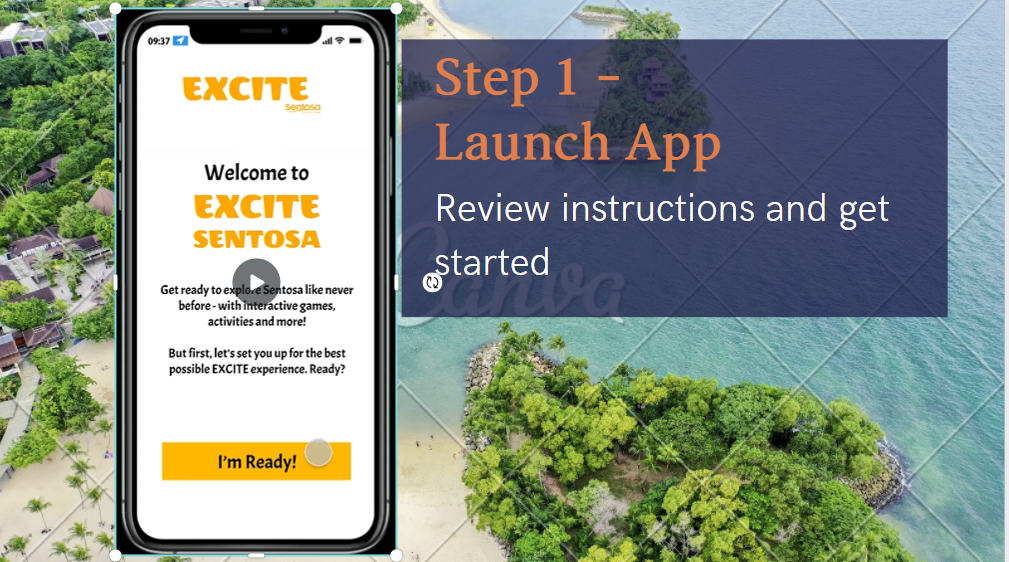 09:37
EXCITE
Sentosa
Welcome to
EXCITE
SENTOSA
Get ready to explore Sentosa like never
before - with interactive games,
activities and more!
But first, let's set you up for the best
possible EXCITE experience. Ready?
I'm Ready!
Step 1 –
Launch App
Review instructions and get
started
Canva